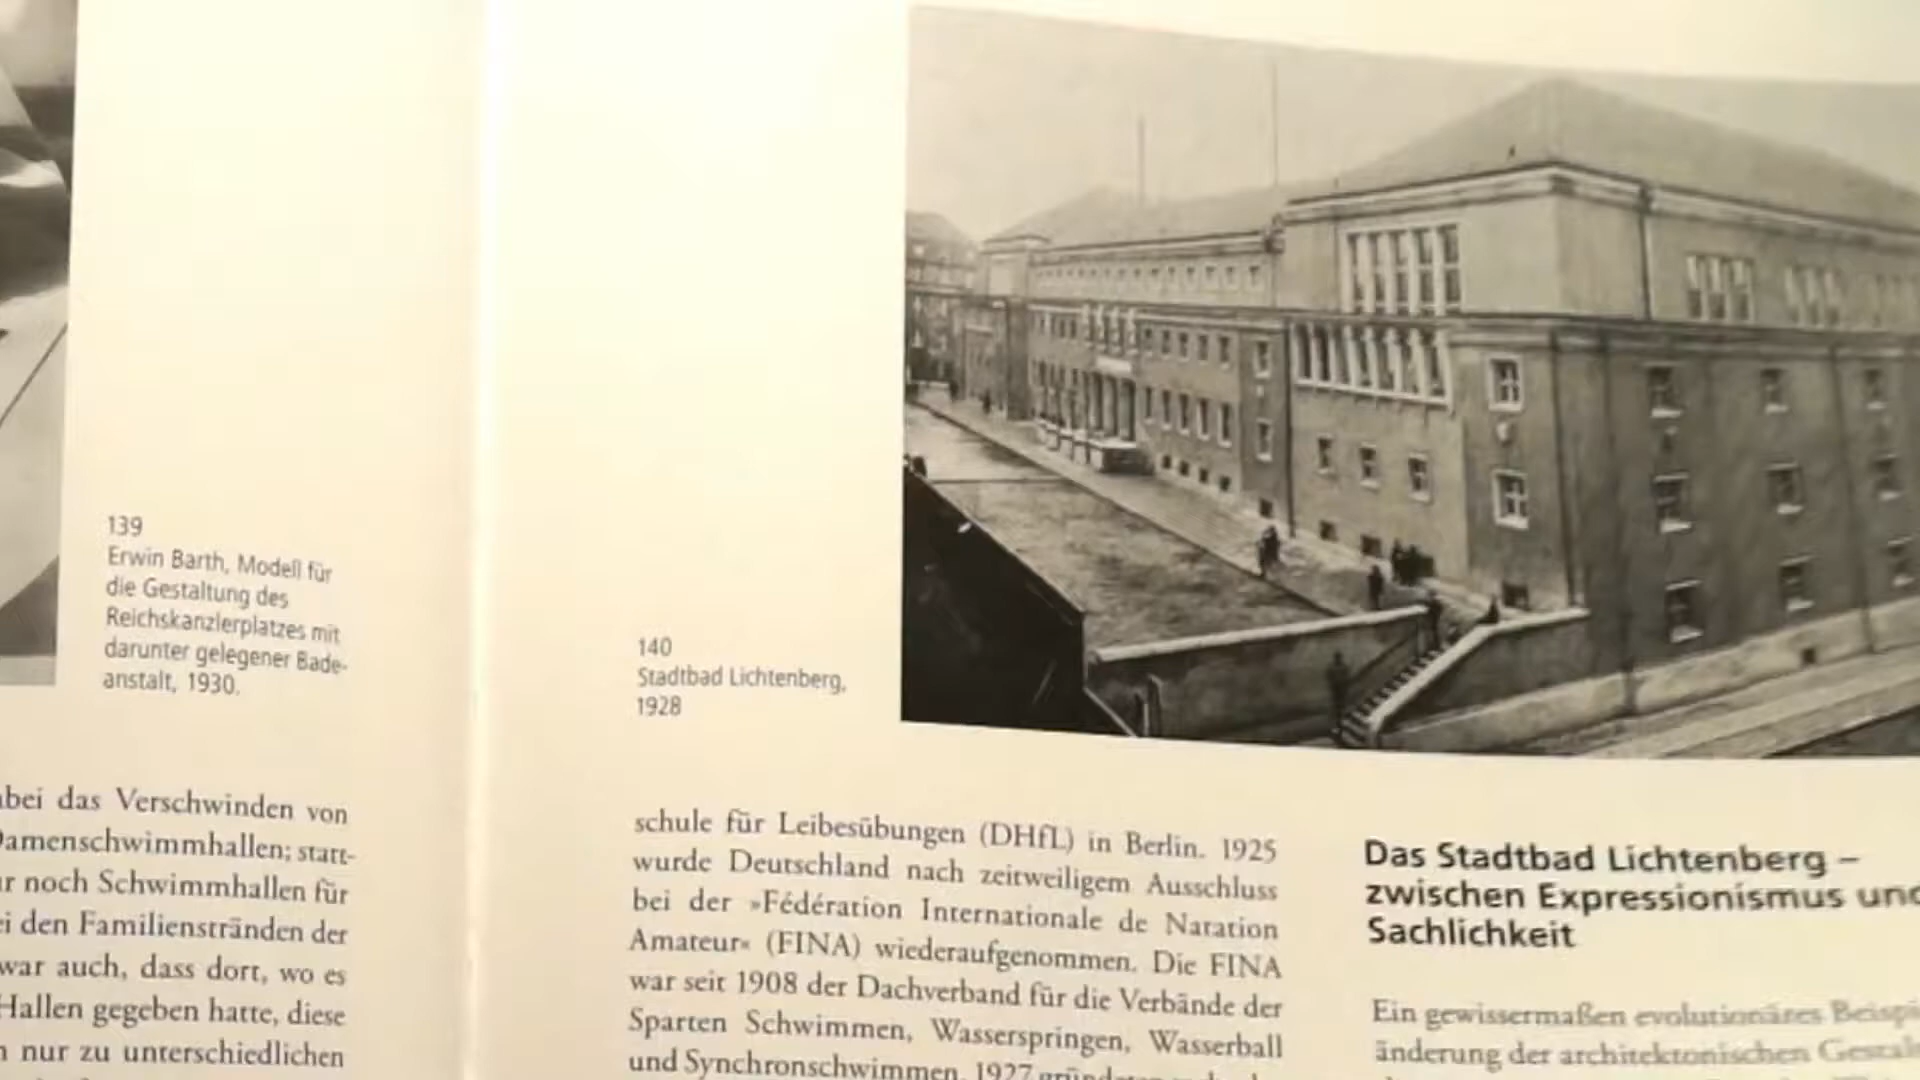 139
Erwin Barth, Modell für
die Gestaltung des
Reichskanzlerplatzes mit
darunter gelegener Bade-
anstalt, 1930.
das Verschwinden von
Damenschwimmhallen; statt-
noch Schwimmhallen für
den Familienstränden der
war auch, dass dort, wo es
Hallen gegeben hatte, diese
nur zu unterschiedlichen
140
Stadtbad Lichtenberg,
1928
schule für Leibesübungen (DHfL) in Berlin. 1925
wurde Deutschland nach zeitweiligem Ausschluss
bei der »Fédération Internationale de Natation
Amateur« (FINA) wiederaufgenommen. Die FINA
war seit 1908 der Dachverband für die Verbände der
Sparten Schwimmen, Wasserspringen, Wasserball
und Synchronschwimmen. 1927
Das Stadtbad Lichtenberg –
zwischen Expressionismus und
Sachlichkeit
Ein gewissermaßen evolutionäres
änderung der architektonischen